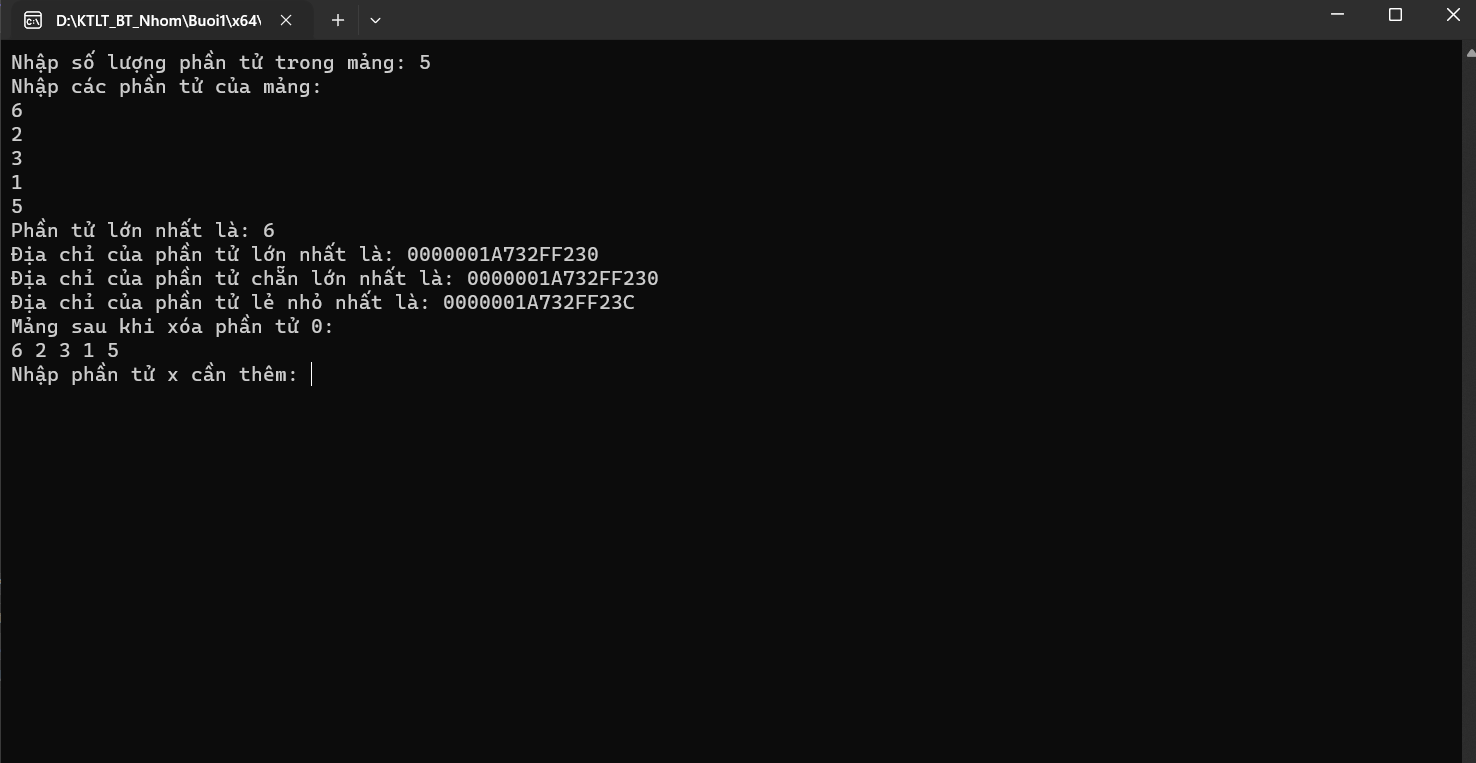 D:\KTLT_BT_Nhom\Buoi1\x64\
Nhập số lượng phần tử trong mảng: 5
Nhập các phần tử của mảng:
6
2
3
1
5
Phần tử lớn nhất là: 6
Địa chỉ của phần tử lớn nhất là: 0000001A732FF230
Địa chỉ của phần tử chẵn lớn nhất là: 0000001A732FF230
Địa chỉ của phần tử lẻ nhỏ nhất là: 0000001A732FF23C
Mảng sau khi xóa phần tử 0:
6 2 3 1 5
Nhập phần tử x cần thêm: